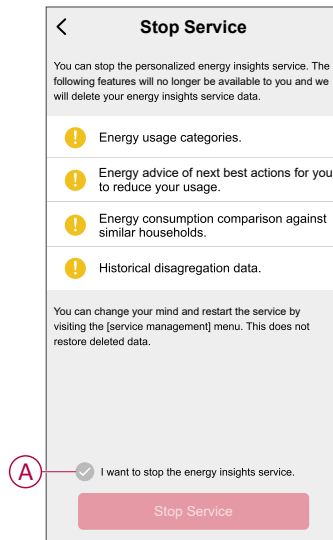 Stop Service
You can stop the personalized energy insights service. The
following features will no longer be available to you and we
will delete your energy insights service data.
Energy usage categories.
Energy advice of next best actions for you
to reduce your usage.
Energy consumption comparison against
similar households.
Historical disagregation data.
You can change your mind and restart the service by
visiting the [service management] menu. This does not
restore deleted data.
A
I want to stop the energy insights service.
Stop Service